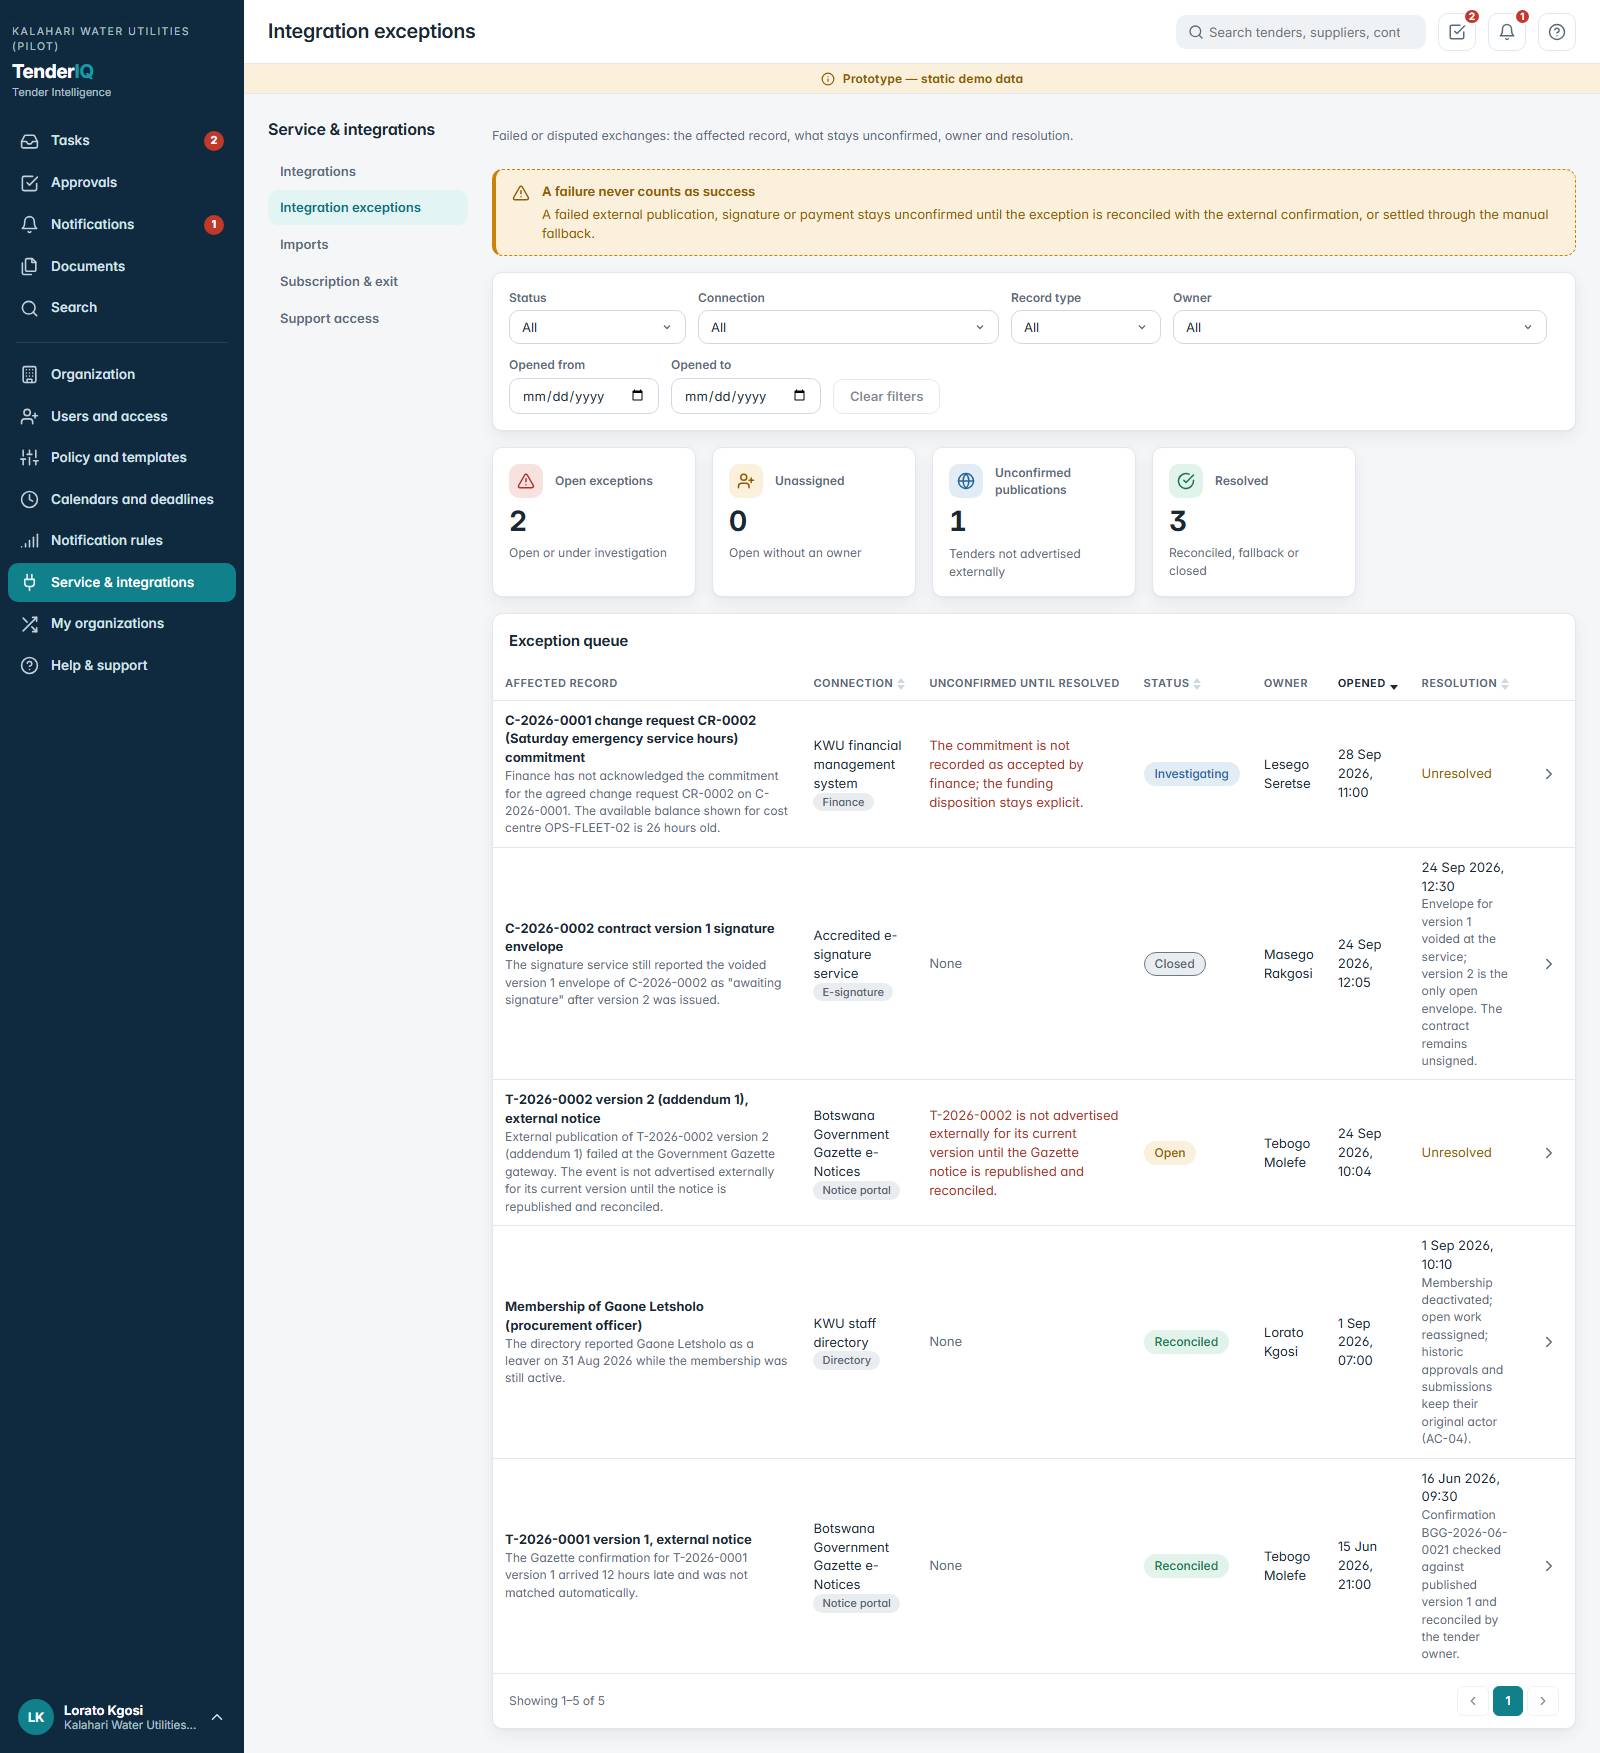 KALAHARI WATER UTILITIES
(PILOT)
TenderIQ
Tender Intelligence
Tasks
2
Approvals
Notifications
1
Documents
Search
Organization
Users and access
Policy and templates
Calendars and deadlines
Notification rules
Service & integrations
My organizations
Help & support
LK
Lorato Kgosi
Kalahari Water Utilities...
Integration exceptions
Search tenders, suppliers, cont
2
1
Prototype — static demo data
Service & integrations
Integrations
Integration exceptions
Imports
Subscription & exit
Support access
Failed or disputed exchanges: the affected record, what stays unconfirmed, owner and resolution.
A failure never counts as success
A failed external publication, signature or payment stays unconfirmed until the exception is reconciled with the external confirmation, or settled through the manual
fallback.
Status
Connection
Record type
Owner
All
All
All
All
Opened from
Opened to
mm/dd/yyyy
mm/dd/yyyy
Clear filters
Open exceptions
2
Open or under investigation
Unassigned
0
Open without an owner
Unconfirmed
publications
1
Tenders not advertised
externally
Resolved
3
Reconciled, fallback or
closed
Exception queue
AFFECTED RECORD
CONNECTION
UNCONFIRMED UNTIL RESOLVED
STATUS
OWNER
OPENED
RESOLUTION
C-2026-0001 change request CR-0002
(Saturday emergency service hours)
commitment
Finance has not acknowledged the commitment
for the agreed change request CR-0002 on C-
2026-0001. The available balance shown for cost
centre OPS-FLEET-02 is 26 hours old.
KWU financial
management
system
Finance
The commitment is not
recorded as accepted by
finance; the funding
disposition stays explicit.
Investigating
Lesego
Seretse
28 Sep
2026,
11:00
Unresolved
C-2026-0002 contract version 1 signature
envelope
The signature service still reported the voided
version 1 envelope of C-2026-0002 as "awaiting
signature" after version 2 was issued.
Accredited e-
signature
service
E-signature
None
Closed
Masego
Rakgosi
24 Sep
2026,
12:05
24 Sep 2026,
12:30
Envelope for
version 1
voided at the
service;
version 2 is the
only open
envelope. The
contract
remains
unsigned.
T-2026-0002 version 2 (addendum 1),
external notice
External publication of T-2026-0002 version 2
(addendum 1) failed at the Government Gazette
gateway. The event is not advertised externally
for its current version until the notice is
republished and reconciled.
Botswana
Government
Gazette e-
Notices
Notice portal
T-2026-0002 is not advertised
externally for its current
version until the Gazette
notice is republished and
reconciled.
Open
Tebogo
Molefe
24 Sep
2026,
10:04
Unresolved
Membership of Gaone Letsholo
(procurement officer)
The directory reported Gaone Letsholo as a
leaver on 31 Aug 2026 while the membership was
still active.
KWU staff
directory
Directory
None
Reconciled
Lorato
Kgosi
1 Sep
2026,
07:00
1 Sep 2026,
10:10
Membership
deactivated;
open work
reassigned;
historic
approvals and
submissions
keep their
original actor
(AC-04).
T-2026-0001 version 1, external notice
The Gazette confirmation for T-2026-0001
version 1 arrived 12 hours late and was not
matched automatically.
Botswana
Government
Gazette e-
Notices
Notice portal
None
Reconciled
Tebogo
Molefe
15 Jun
2026,
21:00
16 Jun 2026,
09:30
Confirmation
BGG-2026-06-
0021 checked
against
published
version 1 and
reconciled by
the tender
owner.
Showing 1–5 of 5
1